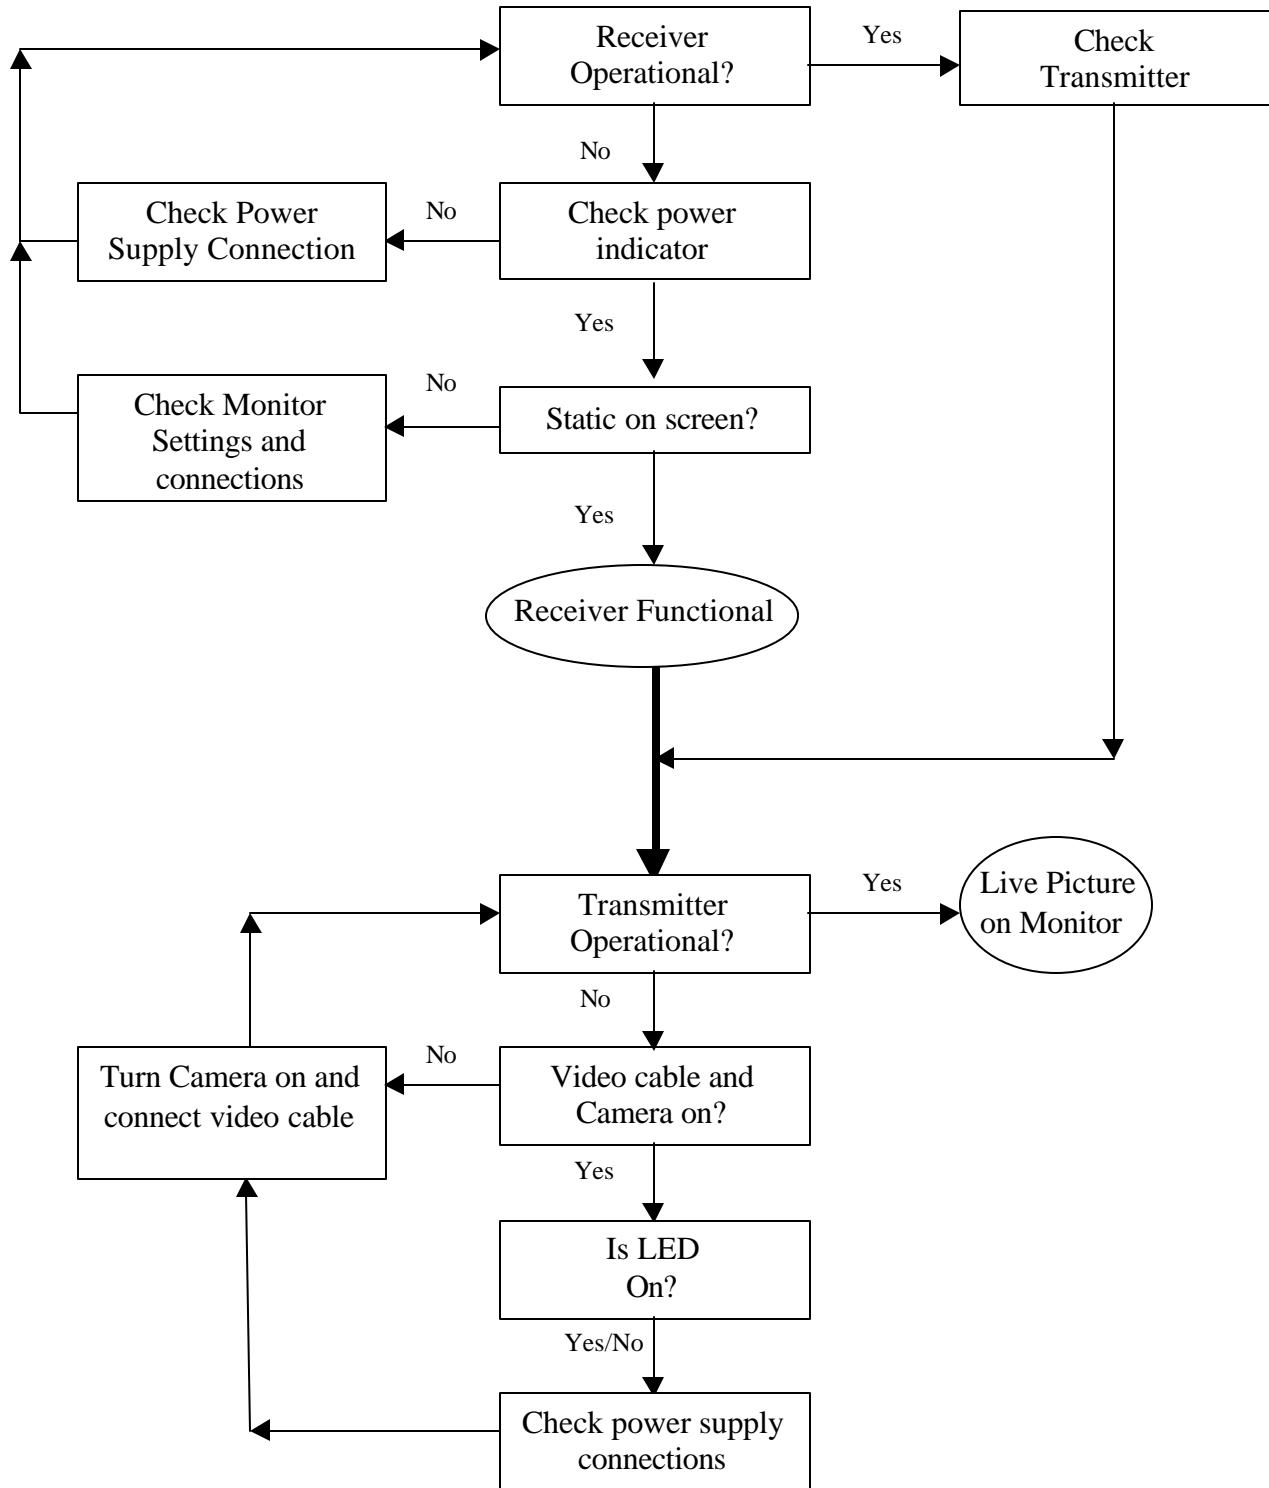 Receiver
Operational?
Yes
Check
Transmitter
No
Check Power
Supply Connection
No
Check power
indicator
Yes
Check Monitor
Settings and
connections
No
Static on screen?
Yes
Receiver Functional
Transmitter
Operational?
Yes
Live Picture
on Monitor
No
Turn Camera on and
connect video cable
No
Video cable and
Camera on?
Yes
Is LED
On?
Yes/No
Check power supply
connections